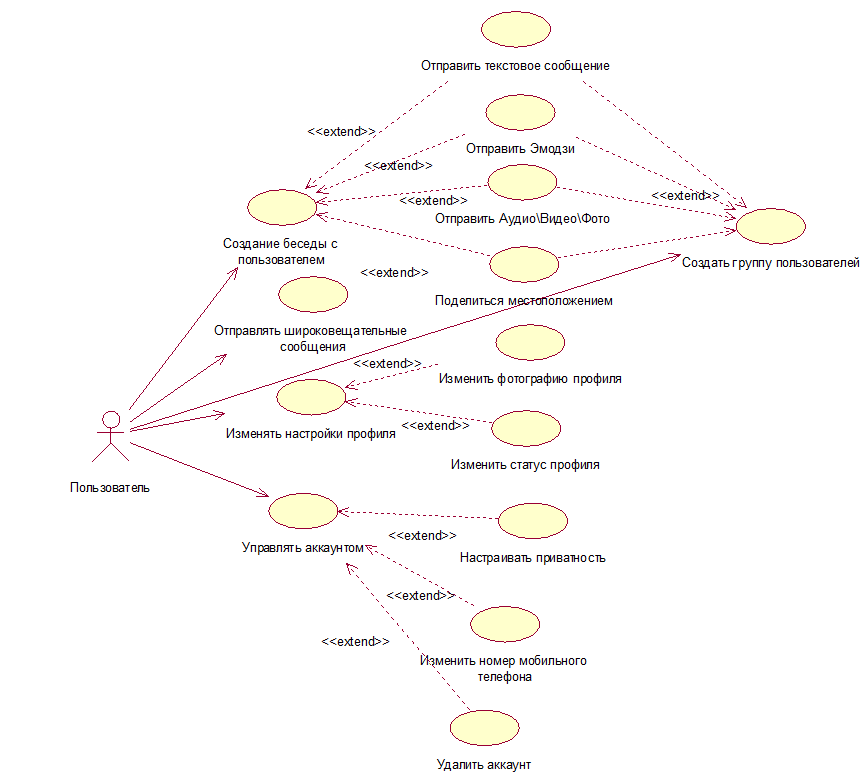 Отправить текстовое сообщение
<<extend>>
Отправить Эмодзи
<<extend>>
<<extend>>
<<extend>>
Отправить Аудио\Видео\Фото
Создание беседы с
пользователем
Создать группу пользователей
<<extend>>
Поделиться местоположением
Отправлять широковещательные
сообщения
<<extend>>
Изменить фотографию профиля
<<extend>>
Изменять настройки профиля
Изменить статус профиля
Пользователь
<<extend>>
Управлять аккаунтом
Настраивать приватность
<<extend>>
<<extend>>
Изменить номер мобильного
телефона
Удалить аккаунт